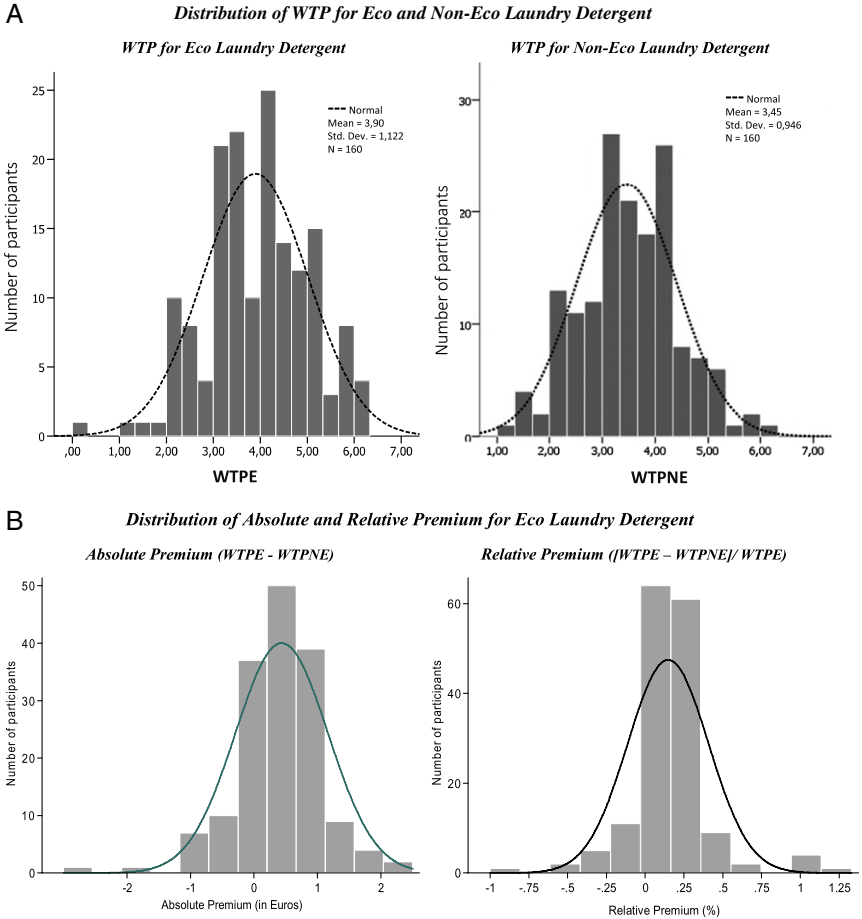 A
Distribution of WTP for Eco and Non-Eco Laundry Detergent
WTP for Eco Laundry Detergent
Number of participants
25
20
15
10
5
0
Normal
Mean = 3,90
Std. Dev. = 1,122
N = 160
,00 1,00 2,00 3,00 4,00 5,00 6,00 7,00
WTPE
WTP for Non-Eco Laundry Detergent
Number of participants
30
20
10
0
Normal
Mean = 3,45
Std. Dev. = 0,946
N = 160
1,00 2,00 3,00 4,00 5,00 6,00 7,00
WTPNE
B
Distribution of Absolute and Relative Premium for Eco Laundry Detergent
Absolute Premium (WTPE - WTPNE)
Number of participants
50
40
30
20
10
0
-2 -1 0 1 2
Absolute Premium (in Euros)
Relative Premium ([WTPE – WTPNE]/ WTPE)
Number of participants
60
40
20
0
-1 -.75 -.5 -.25 0 .25 .5 .75 1 1.25
Relative Premium (%)